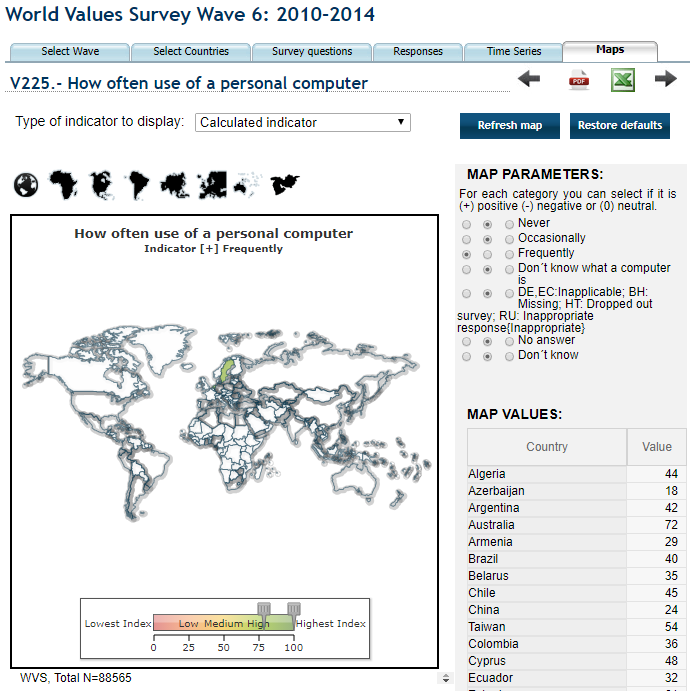 World Values Survey Wave 6: 2010-2014
Select Wave
Select Countries
Survey questions
Responses
Time Series
Maps
V225.- How often use of a personal computer
PDF
Type of indicator to display:
Calculated indicator
Refresh map
Restore defaults
How often use of a personal computer
Indicator [+] Frequently
Lowest Index
Low Medium High
Highest Index
0 25 50 75 100
WVS, Total N=88565
MAP PARAMETERS:
For each category you can select if it is
(+) positive (-) negative or (0) neutral.
Never
Occasionally
Frequently
Don´t know what a computer
is
DE,EC:Inapplicable; BH:
Missing; HT: Dropped out
survey; RU: Inappropriate
response{Inappropriate}
No answer
Don´t know
MAP VALUES:
Country Value
Algeria 44
Azerbaijan 18
Argentina 42
Australia 72
Armenia 29
Brazil 40
Belarus 35
Chile 45
China 24
Taiwan 54
Colombia 36
Cyprus 48
Ecuador 32